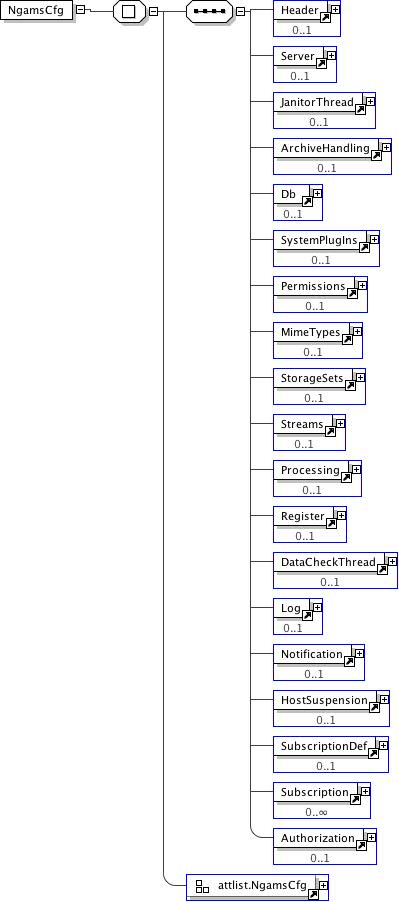 NgamsCfg
Header
0..1
Server
0..1
JanitorThread
0..1
ArchiveHandling
0..1
Db
0..1
SystemPlugIns
0..1
Permissions
0..1
MimeTypes
0..1
StorageSets
0..1
Streams
0..1
Processing
0..1
Register
0..1
DataCheckThread
0..1
Log
0..1
Notification
0..1
HostSuspension
0..1
SubscriptionDef
0..1
Subscription
0..∞
Authorization
0..1
attlist.NgamsCfg